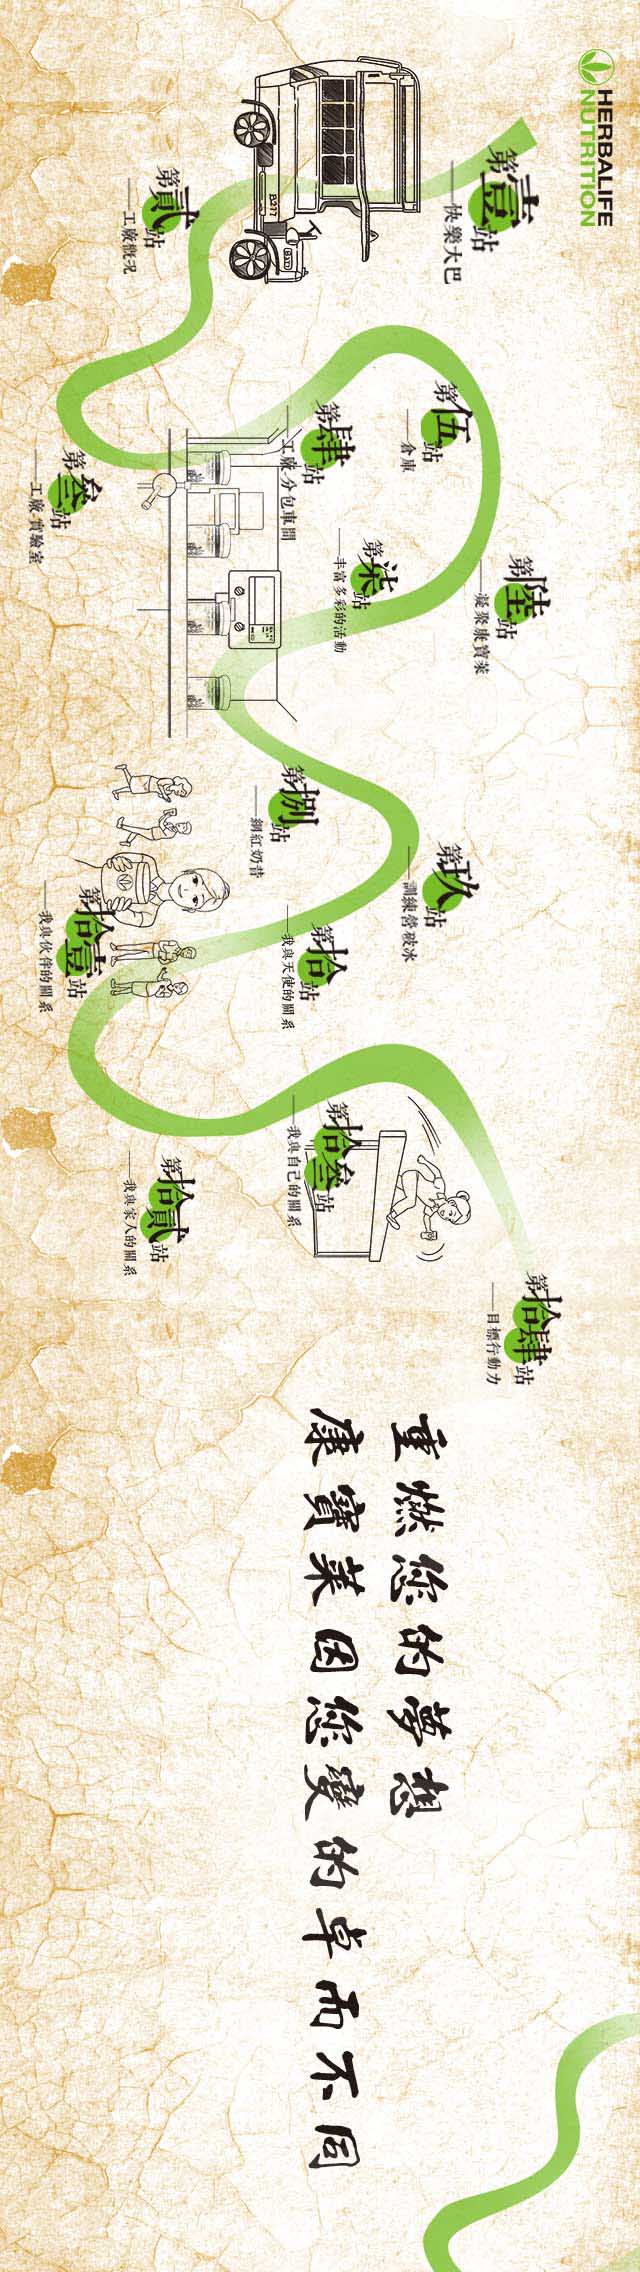 HERBALIFE
NUTRITION
第壹站
——快樂大巴
第貳站
——工廠概況
第叁站
——工廠 實驗室
第肆站
——工廠 分包車間
第伍站
——倉庫
第陸站
——凝聚康寶萊
第柒站
——丰富多彩的活動
第捌站
——網紅奶昔
第玖站
——訓練營破冰
第拾站
——我與天使的關系
第拾壹站
——我與伙伴的關系
第拾貳站
——我與家人的關系
第拾叁站
——我與自己的關系
第拾肆站
——目標行動力
B277
重燃您的夢想
康寶萊因您變的卓而不同